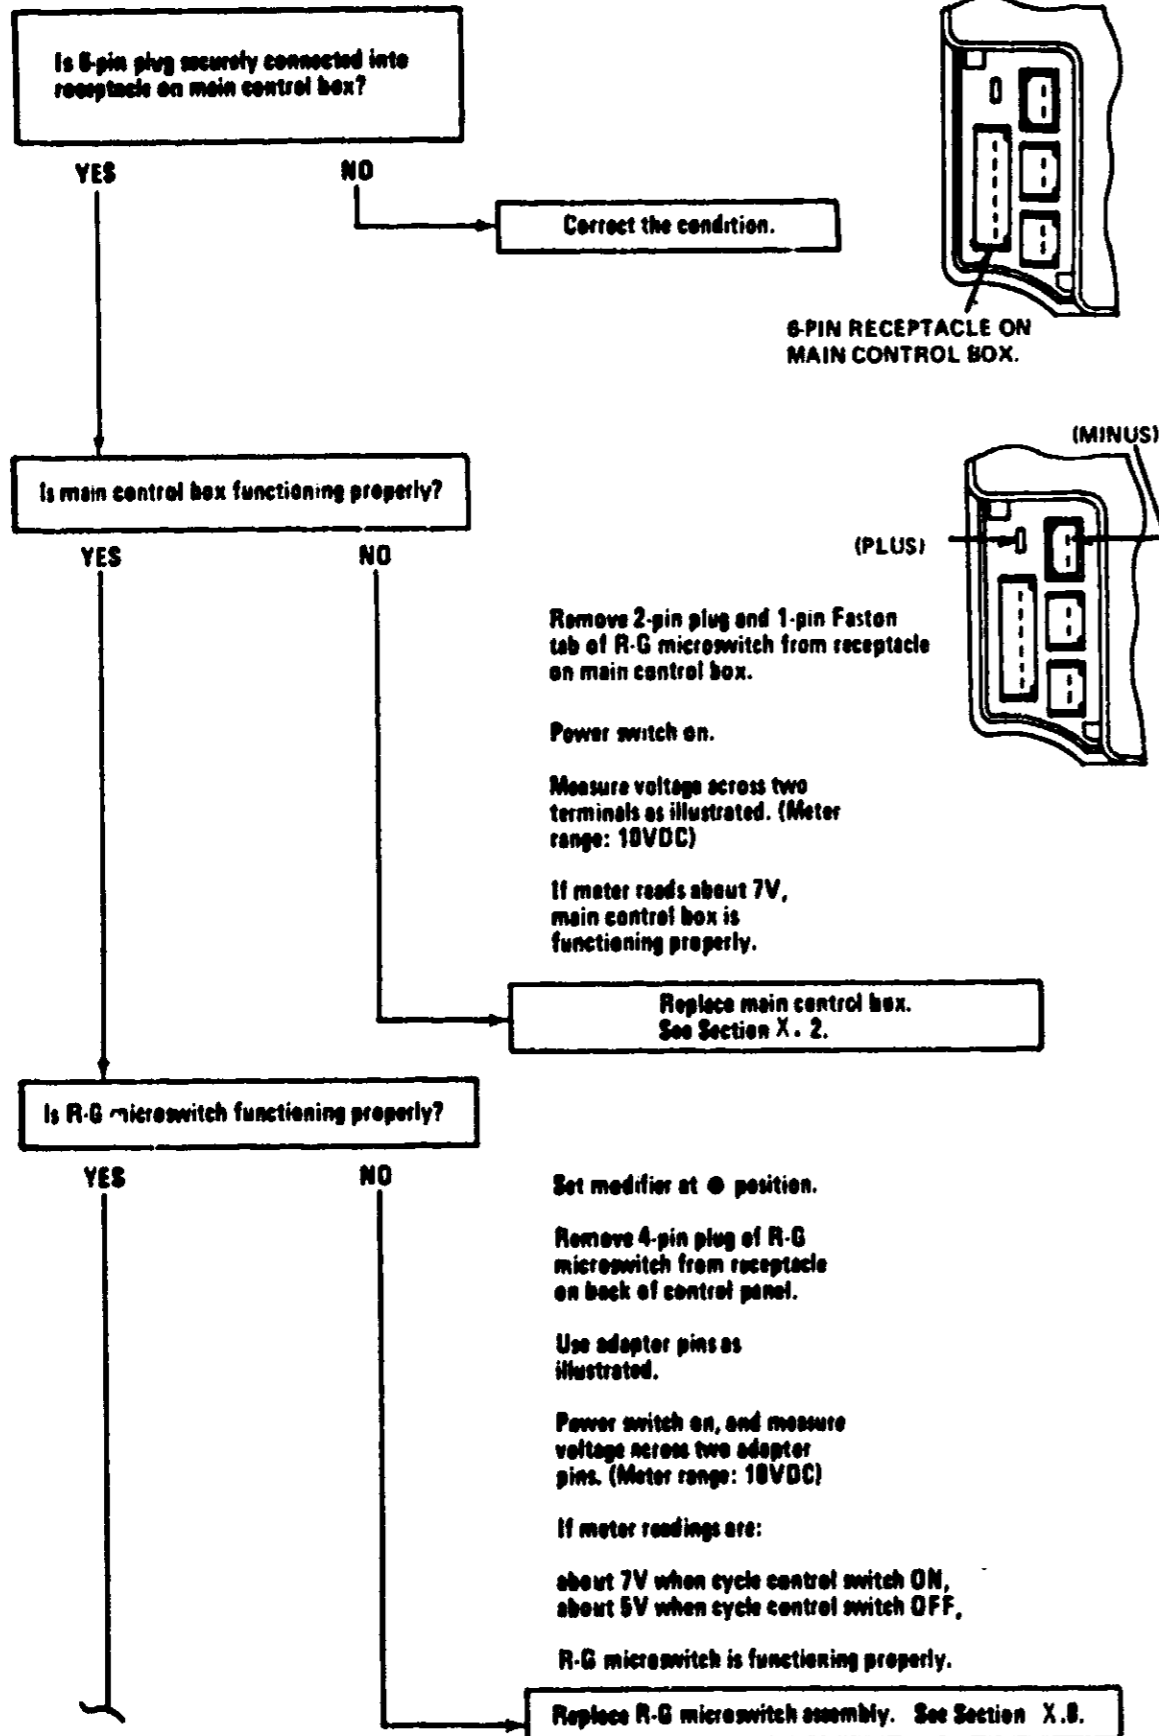 Is 6-pin plug securely connected into
receptacle on main control box?
YES
NO
Correct the condition.
6-PIN RECEPTACLE ON
MAIN CONTROL BOX.
Is main control box functioning properly?
YES
NO
(MINUS)
(PLUS)
Remove 2-pin plug and 1-pin Faston
tab of R-G microswitch from receptacle
on main control box.
Power switch on.
Measure voltage across two
terminals as illustrated. (Meter
range: 10VDC)
If meter reads about 7V,
main control box is
functioning properly.
Replace main control box.
See Section X. 2.
Is R-G microswitch functioning properly?
YES
NO
Set modifier at ● position.
Remove 4-pin plug of R-G
microswitch from receptacle
on back of control panel.
Use adapter pins as
illustrated.
Power switch on, and measure
voltage across two adapter
pins. (Meter range: 10VDC)
If meter readings are:
about 7V when cycle control switch ON,
about 5V when cycle control switch OFF,
R-G microswitch is functioning properly.
Replace R-G microswitch assembly. See Section